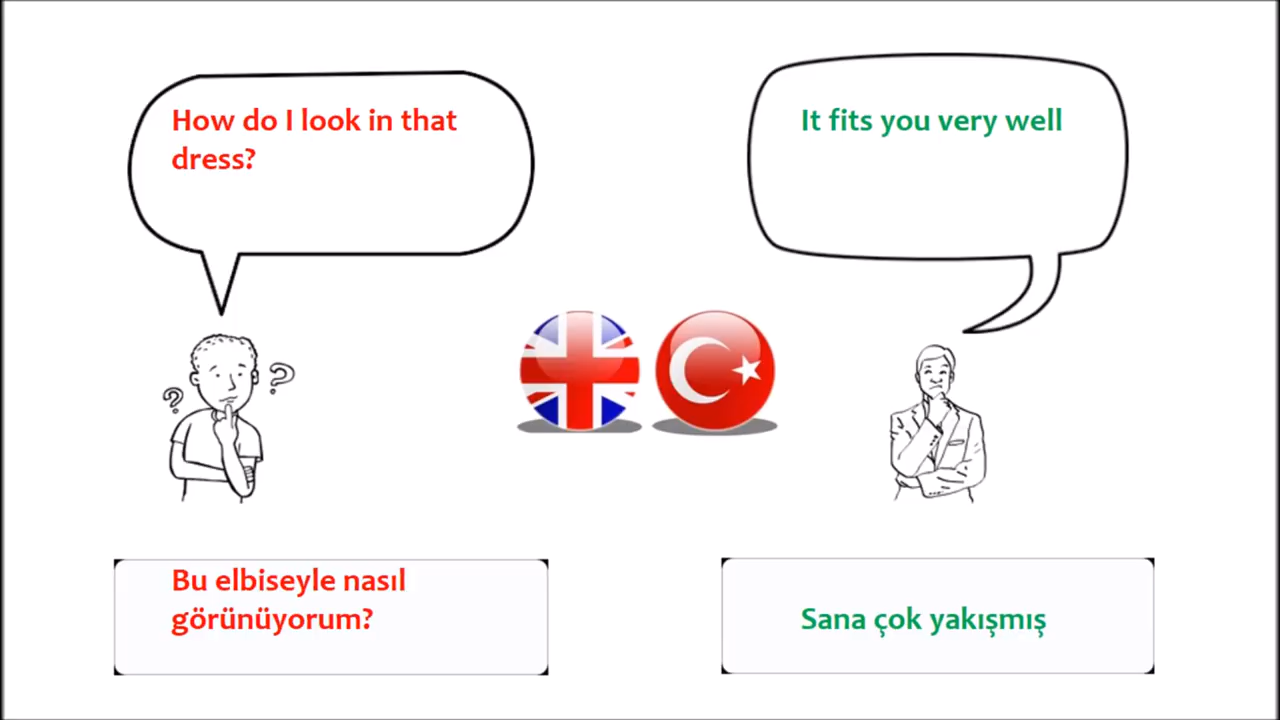 How do I look in that
dress?
It fits you very well
Bu elbiseyle nasıl
görünüyorum?
Sana çok yakışmış